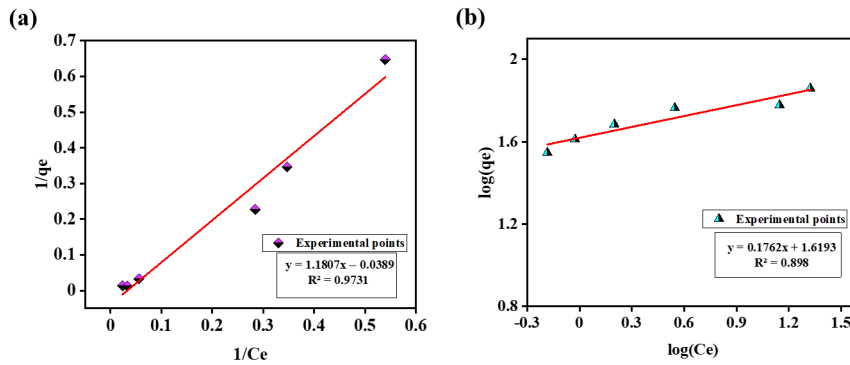 (a)
0.7
0.6
0.5
0.4
0.3
0.2
0.1
0
1/qe
Experimental points
y = 1.1807x – 0.0389
R² = 0.9731
0
0.1
0.2
0.3
0.4
0.5
0.6
1/Ce
(b)
2
1.6
1.2
0.8
log(qe)
Experimental points
y = 0.1762x + 1.6193
R² = 0.898
-0.3
0
0.3
0.6
0.9
1.2
1.5
log(Ce)